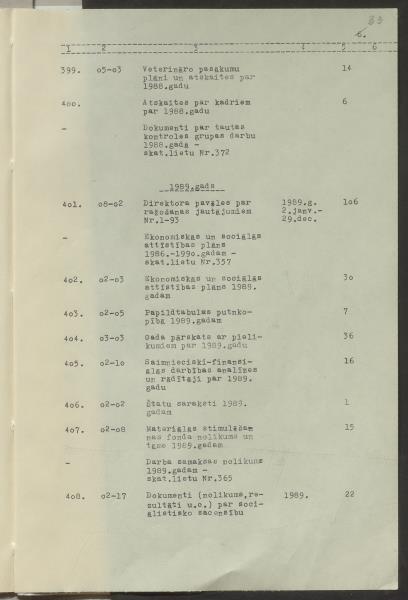 33
6.
1 2 3 4 5 6
399. o5-o3 Veterināro pasākumu 14
plāni un atskaites par
1988.gadu
4oo. Atskaites par kadriem 6
par 1988.gadu
- Dokumenti par tautas
kontroles grupas darbu
1988.gadā -
skat.lietu Nr.372
1989.gads
4o1. o8-o2 Direktora pavēles par 1989.g. 1o6
ražošanas jautājumiem 2.janv.-
Nr.1-93 29.dec.
- Ekonomiskās un sociālās
attīstības plāns
1986.-199o.gadam -
skat.lietu Nr.357
4o2. o2-o3 Ekonomiskās un sociālās 3o
attīstības plāns 1989.
gadam
4o3. o2-o5 Papildtabulas putnko-
pībā 1989.gadam 7
4o4. o3-o3 Gada pārskats ar pieli- 36
kumiem par 1989.gadu
4o5. o2-1o Saimnieciski-finansi- 16
ālās darbības analīzes
un rādītāji par 1989.
gadu
4o6. o2-o2 Štatu saraksti 1989. 1
gadam
4o7. o2-o8 Materiālās stimulēšan 15
nas fonda nolikums un
tāme 1989.gadam
- Darba samaksas nolikums
1989.gadam -
skat.lietu Nr.365
4o8. o2-17 Dokumenti (nolikums,re- 1989. 22
zultāti u.c.) par soci-
ālistisko sacensību